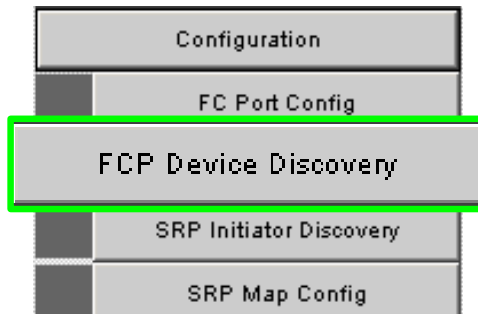 Configuration
FC Port Config
FCP Device Discovery
SRP Initiator Discovery
SRP Map Config